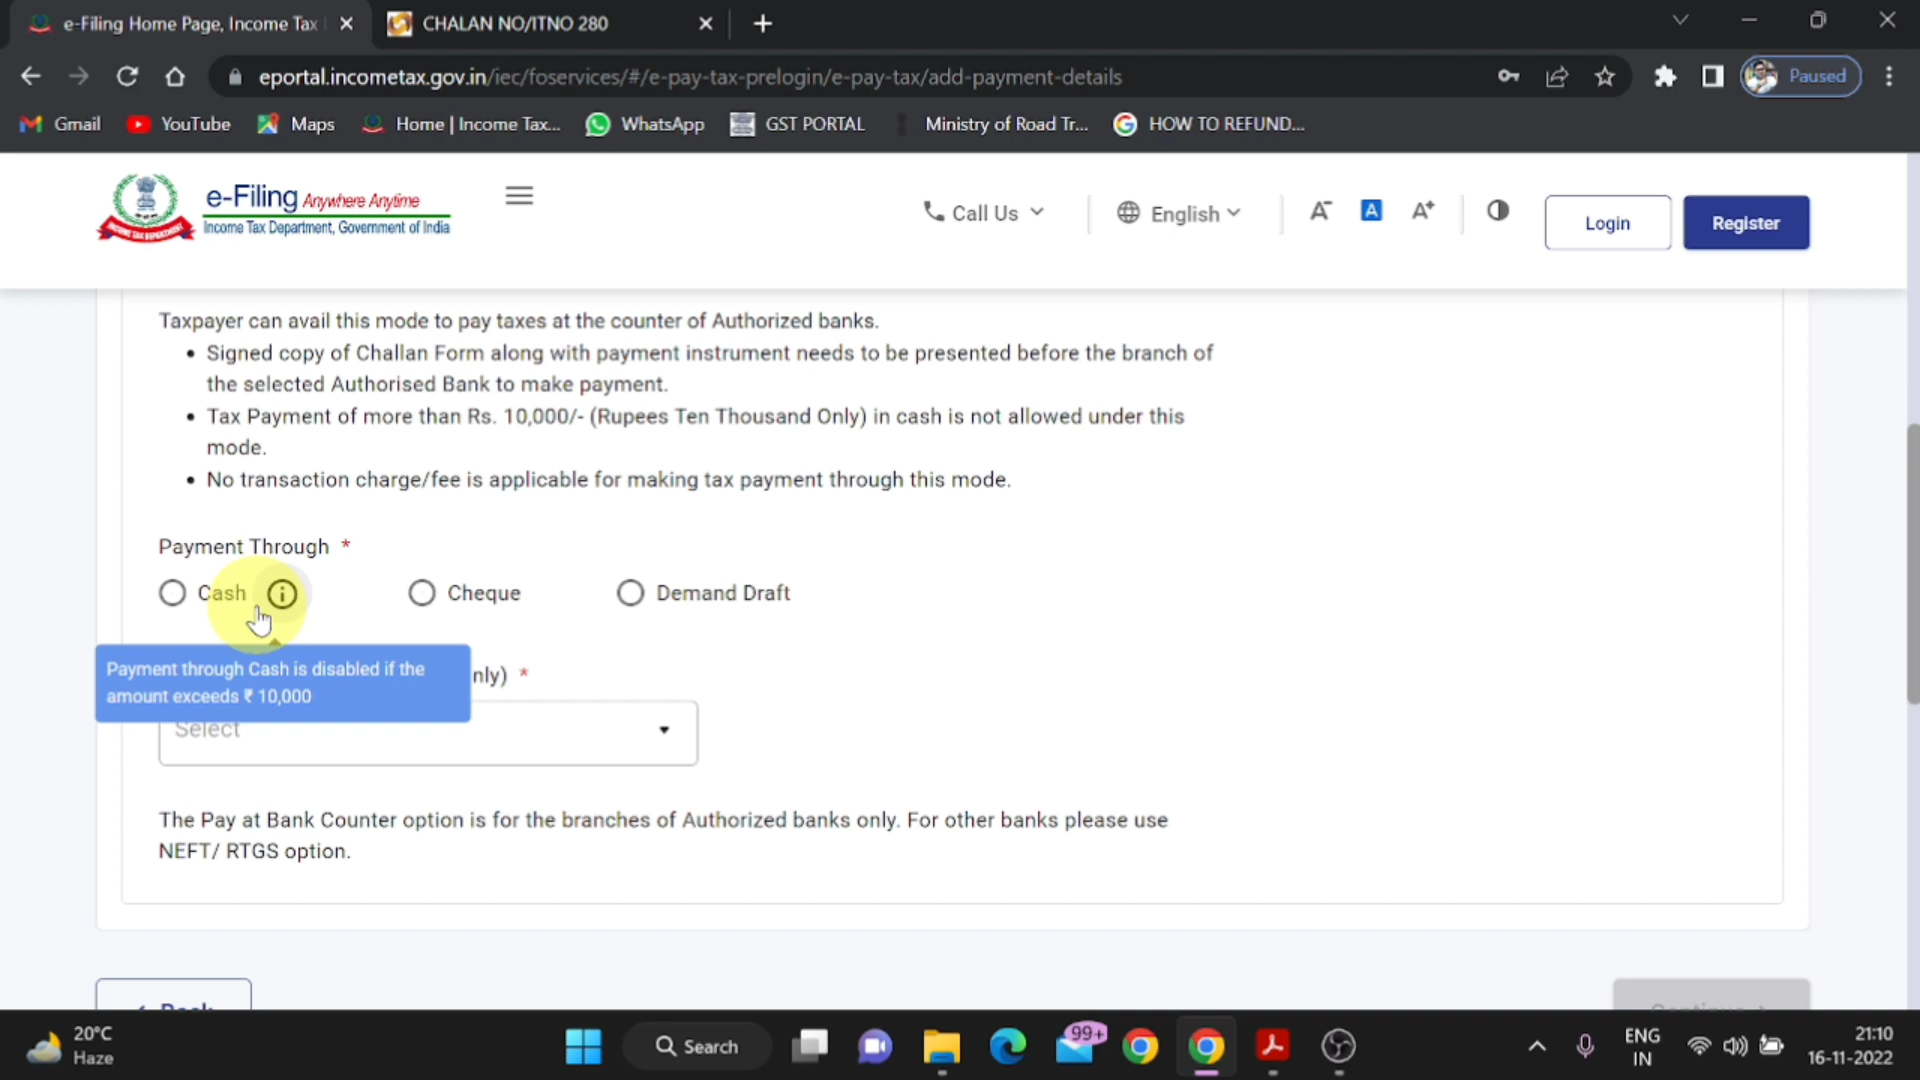 e-Filing Home Page, Income Tax
CHALAN NO/ITNO 280
eportal.incometax.gov.in/iec/foservices/#/e-pay-tax-prelogin/e-pay-tax/add-payment-details
Paused
Gmail
YouTube
Maps
Home | Income Tax...
WhatsApp
GST PORTAL
Ministry of Road Tr...
HOW TO REFUND...
e-Filing Anywhere Anytime
Income Tax Department, Government of India
INCOME TAX DEPARTMENT
Call Us
English
A-
A
A+
Login
Register
Taxpayer can avail this mode to pay taxes at the counter of Authorized banks.
• Signed copy of Challan Form along with payment instrument needs to be presented before the branch of
the selected Authorised Bank to make payment.
• Tax Payment of more than Rs. 10,000/- (Rupees Ten Thousand Only) in cash is not allowed under this
mode.
• No transaction charge/fee is applicable for making tax payment through this mode.
Payment Through *
Cash
Cheque
Demand Draft
Payment through Cash is disabled if the
amount exceeds ₹ 10,000
nly) *
Select
The Pay at Bank Counter option is for the branches of Authorized banks only. For other banks please use
NEFT/ RTGS option.
Back
Continue
20°C
Haze
Search
99+
ENG
IN
21:10
16-11-2022